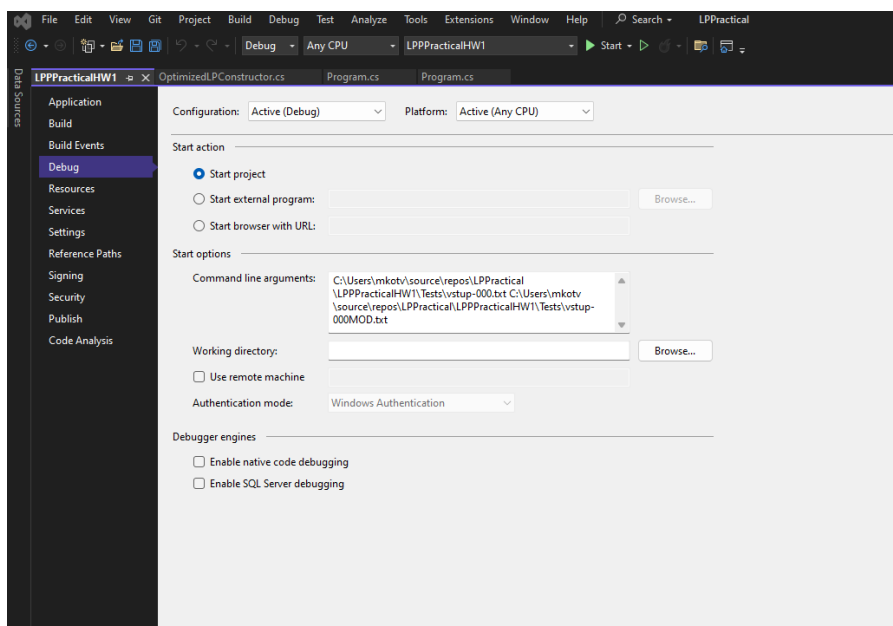 File Edit View Git Project Build Debug Test Analyze Tools Extensions Window Help Search LPPractical
Debug Any CPU LPPPracticalHW1 Start
Data Sources
LPPPracticalHW1 OptimizedLPConstructor.cs Program.cs Program.cs
Application
Build
Build Events
Debug
Resources
Services
Settings
Reference Paths
Signing
Security
Publish
Code Analysis
Configuration: Active (Debug) Platform: Active (Any CPU)
Start action
Start project
Start external program: Browse...
Start browser with URL:
Start options
Command line arguments: C:\Users\mkotv\source\repos\LPPractical
\LPPPracticalHW1\Tests\vstup-000.txt C:\Users\mkotv
\source\repos\LPPractical\LPPPracticalHW1\Tests\vstup-
000MOD.txt
Working directory: Browse...
Use remote machine
Authentication mode: Windows Authentication
Debugger engines
Enable native code debugging
Enable SQL Server debugging